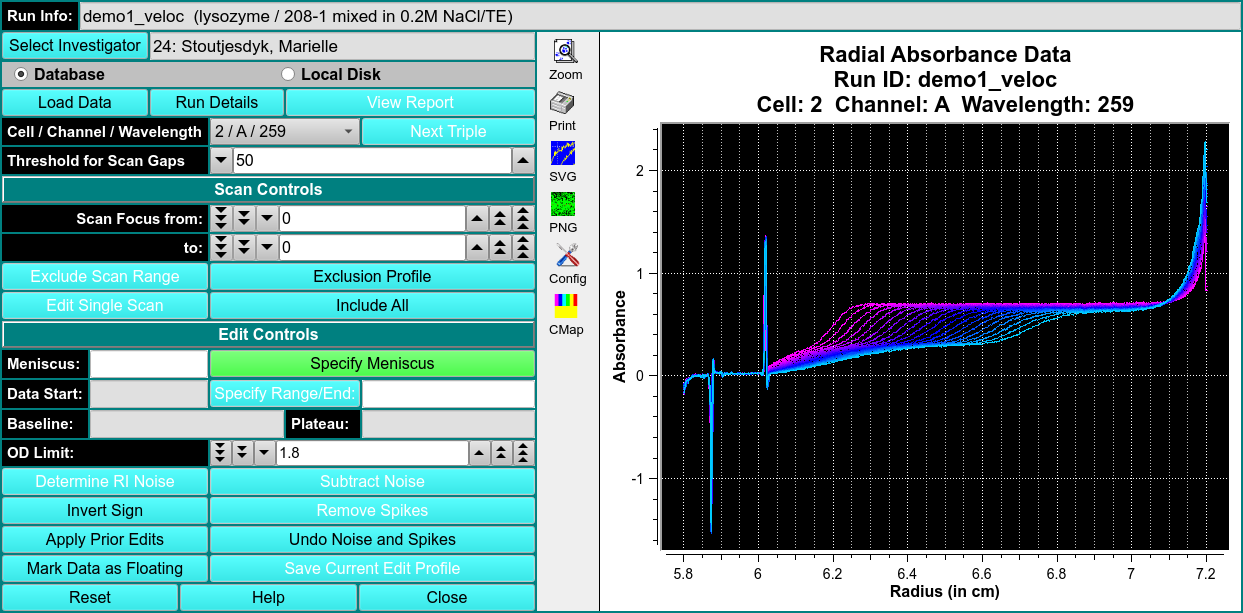 Run Info: demo1_veloc (lysozyme / 208-1 mixed in 0.2M NaCl/TE)
Select Investigator 24: Stoutjesdyk, Marielle
Database Local Disk
Load Data Run Details View Report
Cell / Channel / Wavelength 2 / A / 259 Next Triple
Threshold for Scan Gaps 50
Scan Controls
Scan Focus from: 0
to: 0
Exclude Scan Range Exclusion Profile
Edit Single Scan Include All
Edit Controls
Meniscus: Specify Meniscus
Data Start: Specify Range/End:
Baseline: Plateau:
OD Limit: 1.8
Determine RI Noise Subtract Noise
Invert Sign Remove Spikes
Apply Prior Edits Undo Noise and Spikes
Mark Data as Floating Save Current Edit Profile
Reset Help Close
Zoom
Print
SVG
PNG
Config
CMap
Radial Absorbance Data
Run ID: demo1_veloc
Cell: 2 Channel: A Wavelength: 259
Absorbance
2
1
0
-1
5.8 6 6.2 6.4 6.6 6.8 7 7.2
Radius (in cm)